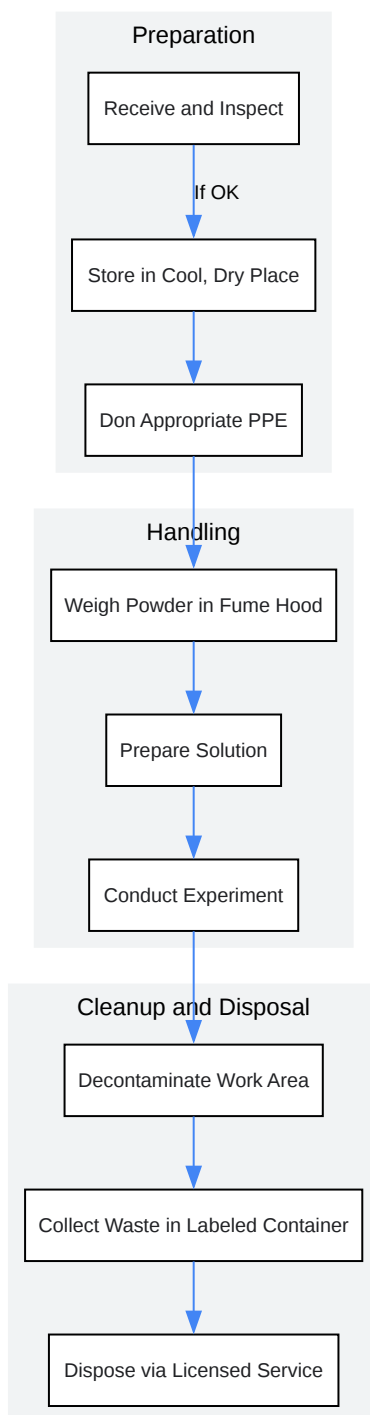 Preparation
Receive and Inspect
If OK
Store in Cool, Dry Place
Don Appropriate PPE
Handling
Weigh Powder in Fume Hood
Prepare Solution
Conduct Experiment
Cleanup and Disposal
Decontaminate Work Area
Collect Waste in Labeled Container
Dispose via Licensed Service